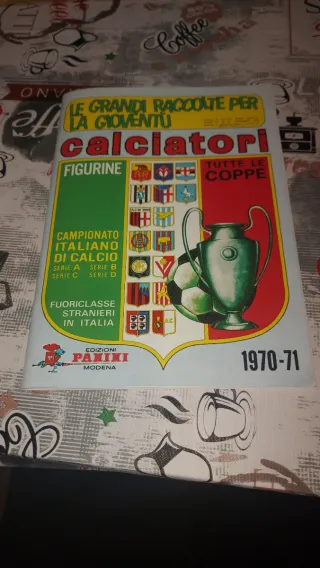 Coffee
LE GRANDI RACCOLTE PER
LA GIOVENTÙ
calciatori
FIGURINE
TUTTE LE
COPPE
CAMPIONATO
ITALIANO
DI CALCIO
SERIE A SERIE B
SERIE C SERIE D
FUORICLASSE
STRANIERI
IN ITALIA
EDIZIONI
PANINI
MODENA
1970-71